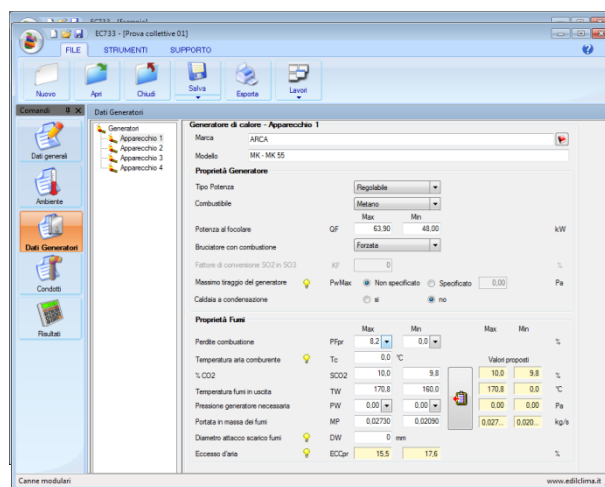 EC733 - [Esempio]
EC733 - [Prova collettive 01]
FILE STRUMENTI SUPPORTO
Nuovo Apri Chiudi Salva Esporta Lavori
Comandi Dati Generatori
Dati generali
Ambiente
Dati Generatori
Condotti
Risultati
Generatori
Apparecchio 1
Apparecchio 2
Apparecchio 3
Apparecchio 4
Generatore di calore - Apparecchio 1
Marca ARCA
Modello MK - MK 55
Proprietà Generatore
Tipo Potenza Regolabile
Combustibile Metano
Max Min
Potenza al focolare QF 63,90 48,00 kW
Bruciatore con combustione Forzata
Fattore di conversione SO2 in SO3 KF 0 %
Massimo tiraggio del generatore PwMax Non specificato Specificato 0,00 Pa
Caldaia a condensazione si no
Proprietà Fumi
Max Min Max Min
Perdite combustione PFpr 8,2 0,0 %
Temperatura aria comburente Tc 0,0 °C Valori proposti
% CO2 SCO2 10,0 9,8 10,0 9,8 %
Temperatura fumi in uscita TW 170,8 160,0 170,8 0,0 °C
Pressione generatore necessaria PW 0,00 0,00 0,00 0,00 Pa
Portata in massa dei fumi MP 0,02730 0,02090 0,027... 0,020... kg/s
Diametro attacco scarico fumi DW 0 mm
Eccesso d'aria ECCpr 15,5 17,6 %
Canne modulari www.edilclima.it